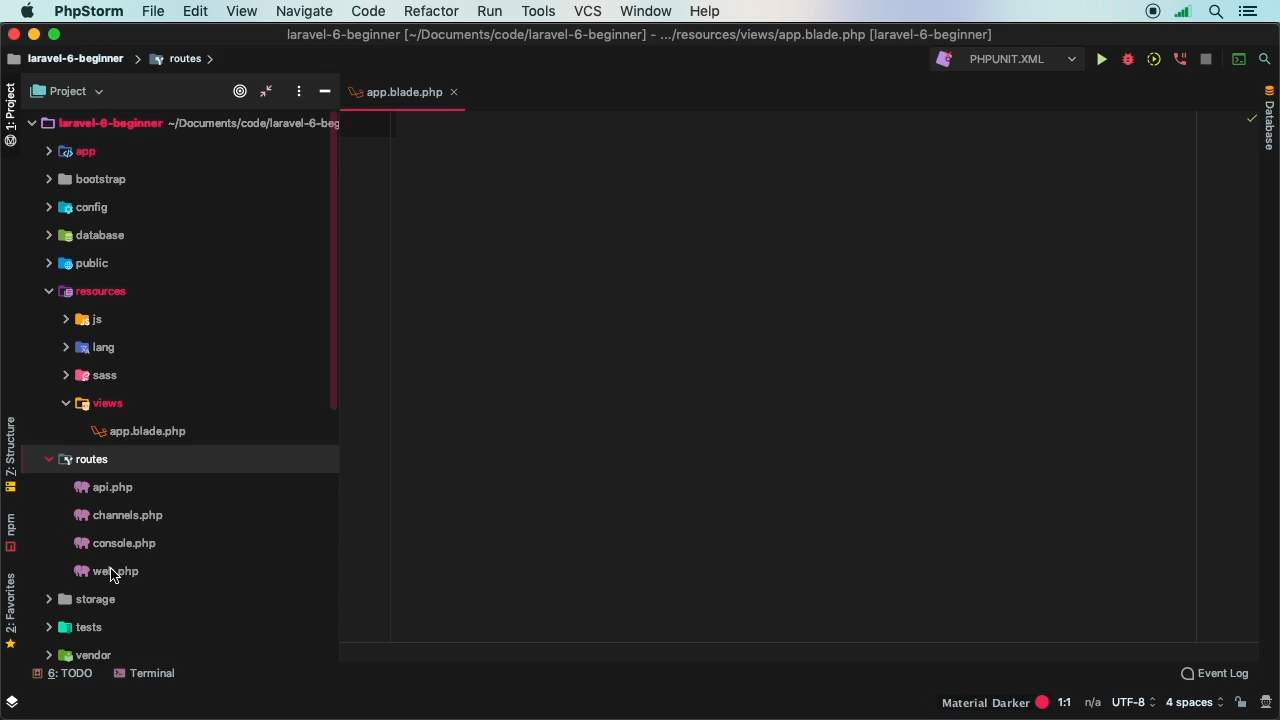 PhpStorm File Edit View Navigate Code Refactor Run Tools VCS Window Help
laravel-6-beginner [~/Documents/code/laravel-6-beginner] - .../resources/views/app.blade.php [laravel-6-beginner]
laravel-6-beginner routes PHPUNIT.XML
1: Project
Project
app.blade.php
Database
laravel-6-beginner ~/Documents/code/laravel-6-beg
app
bootstrap
config
database
public
resources
js
lang
sass
views
app.blade.php
routes
api.php
channels.php
console.php
web.php
storage
tests
vendor
7: Structure
npm
2: Favorites
6: TODO Terminal Event Log
Material Darker 1:1 n/a UTF-8 4 spaces